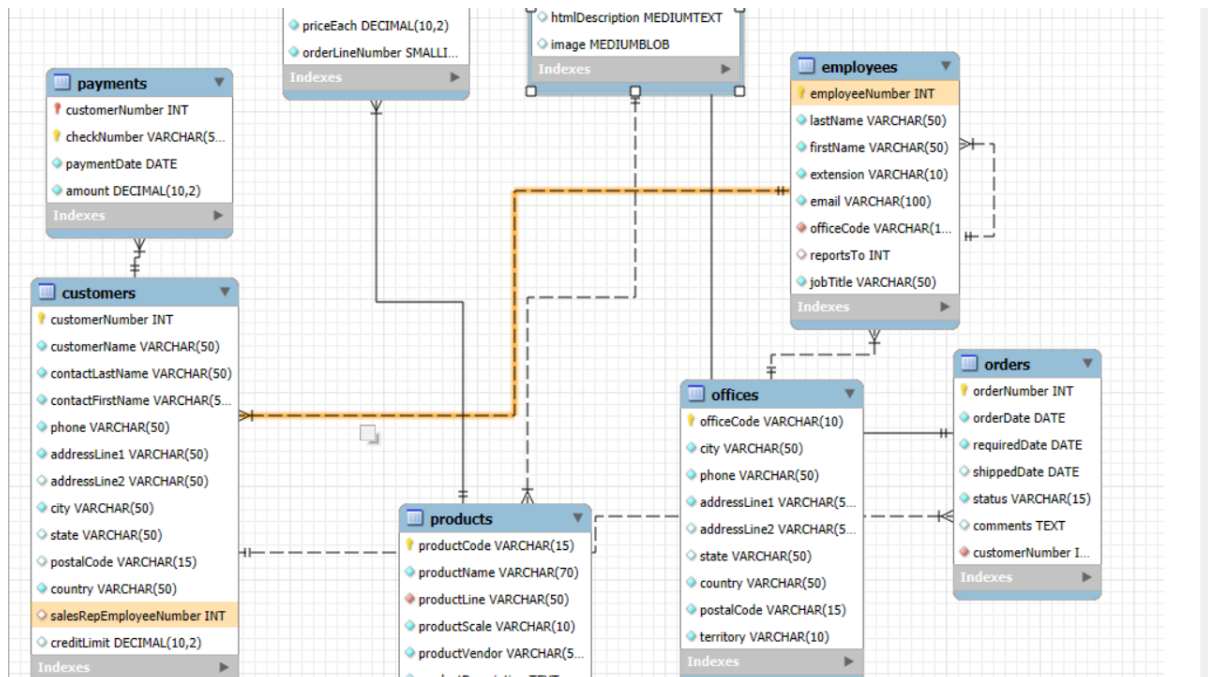 priceEach DECIMAL(10,2)
orderLineNumber SMALLI...
Indexes
htmlDescription MEDIUMTEXT
image MEDIUMBLOB
Indexes
payments
customerNumber INT
checkNumber VARCHAR(5...
paymentDate DATE
amount DECIMAL(10,2)
Indexes
employees
employeeNumber INT
lastName VARCHAR(50)
firstName VARCHAR(50)
extension VARCHAR(10)
email VARCHAR(100)
officeCode VARCHAR(1...
reportsTo INT
jobTitle VARCHAR(50)
Indexes
customers
customerNumber INT
customerName VARCHAR(50)
contactLastName VARCHAR(50)
contactFirstName VARCHAR(5...
phone VARCHAR(50)
addressLine1 VARCHAR(50)
addressLine2 VARCHAR(50)
city VARCHAR(50)
state VARCHAR(50)
postalCode VARCHAR(15)
country VARCHAR(50)
salesRepEmployeeNumber INT
creditLimit DECIMAL(10,2)
Indexes
products
productCode VARCHAR(15)
productName VARCHAR(70)
productLine VARCHAR(50)
productScale VARCHAR(10)
productVendor VARCHAR(5...
offices
officeCode VARCHAR(10)
city VARCHAR(50)
phone VARCHAR(50)
addressLine1 VARCHAR(5...
addressLine2 VARCHAR(5...
state VARCHAR(50)
country VARCHAR(50)
postalCode VARCHAR(15)
territory VARCHAR(10)
Indexes
orders
orderNumber INT
orderDate DATE
requiredDate DATE
shippedDate DATE
status VARCHAR(15)
comments TEXT
customerNumber I...
Indexes